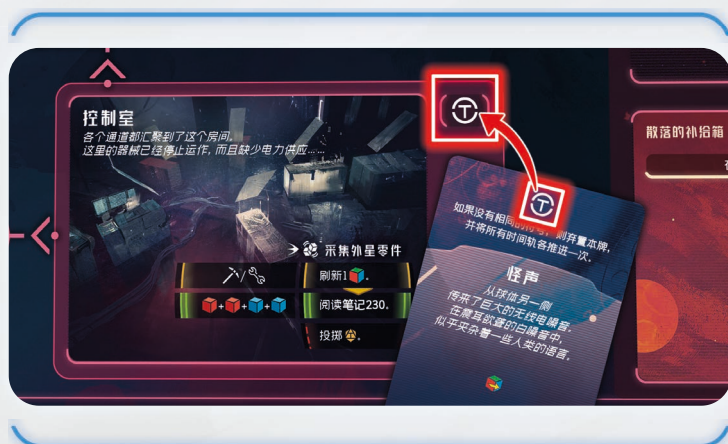 控制室
各个通道都汇聚到了这个房间。
这里的器械已经停止运作,而且缺少电力供应……
散落的补给箱
采集外星零件
刷新1
阅读笔记230.
投掷
如果没有相同的符号,则弃置本牌,
并将所有时间轨各推进一次。
怪声
从球体另一侧
传来了巨大的无线电噪音。
在震耳欲聋的白噪音中,
似乎夹杂着一些人类的语言。